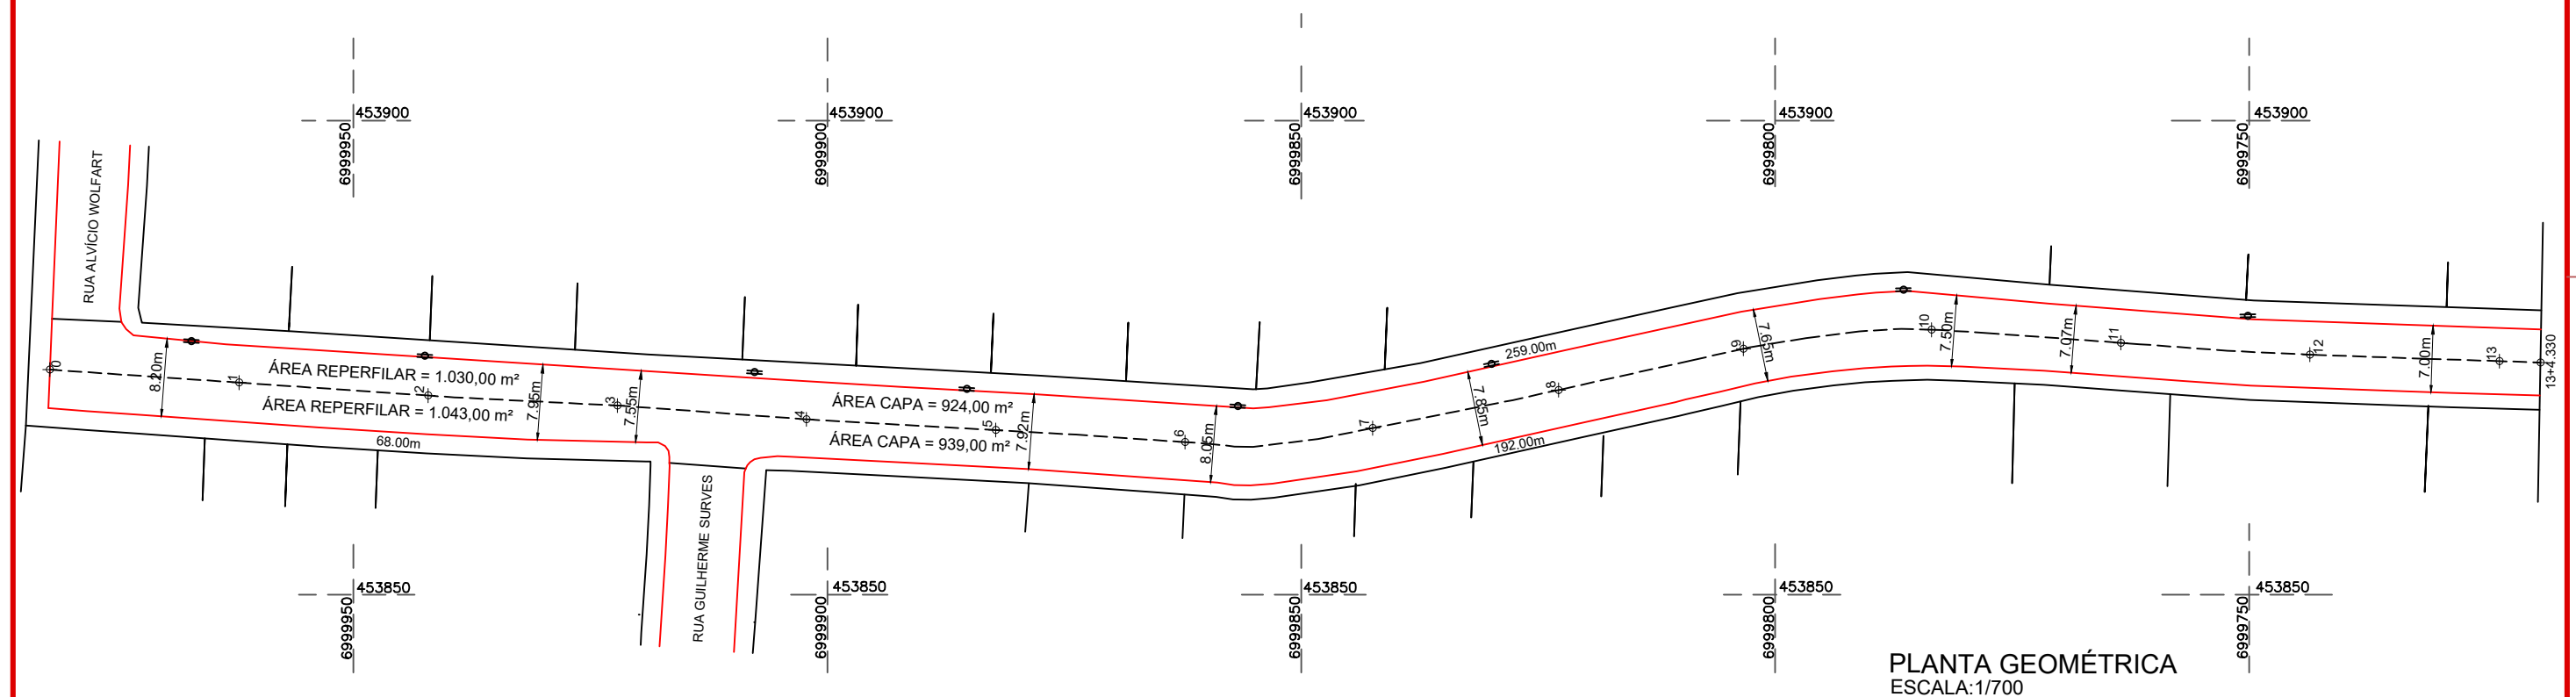 453900
453900
453900
453900
453900
6999950
6999900
6999850
6999800
6999750
RUA ALVÍCIO WOLFART
0
8.20m
1
ÁREA REPERFILAR = 1.030,00 m²
ÁREA REPERFILAR = 1.043,00 m²
68.00m
2
7.95m
3
7.55m
4
ÁREA CAPA = 924,00 m²
ÁREA CAPA = 939,00 m²
5
7.92m
6
8.05m
7
7.85m
259.00m
192.00m
8
9
7.65m
10
7.50m
7.07m
11
12
7.00m
13
13+4.330
RUA GUILHERME SURVES
453850
453850
453850
453850
453850
6999950
6999900
6999850
6999800
6999750
PLANTA GEOMÉTRICA
ESCALA:1/700